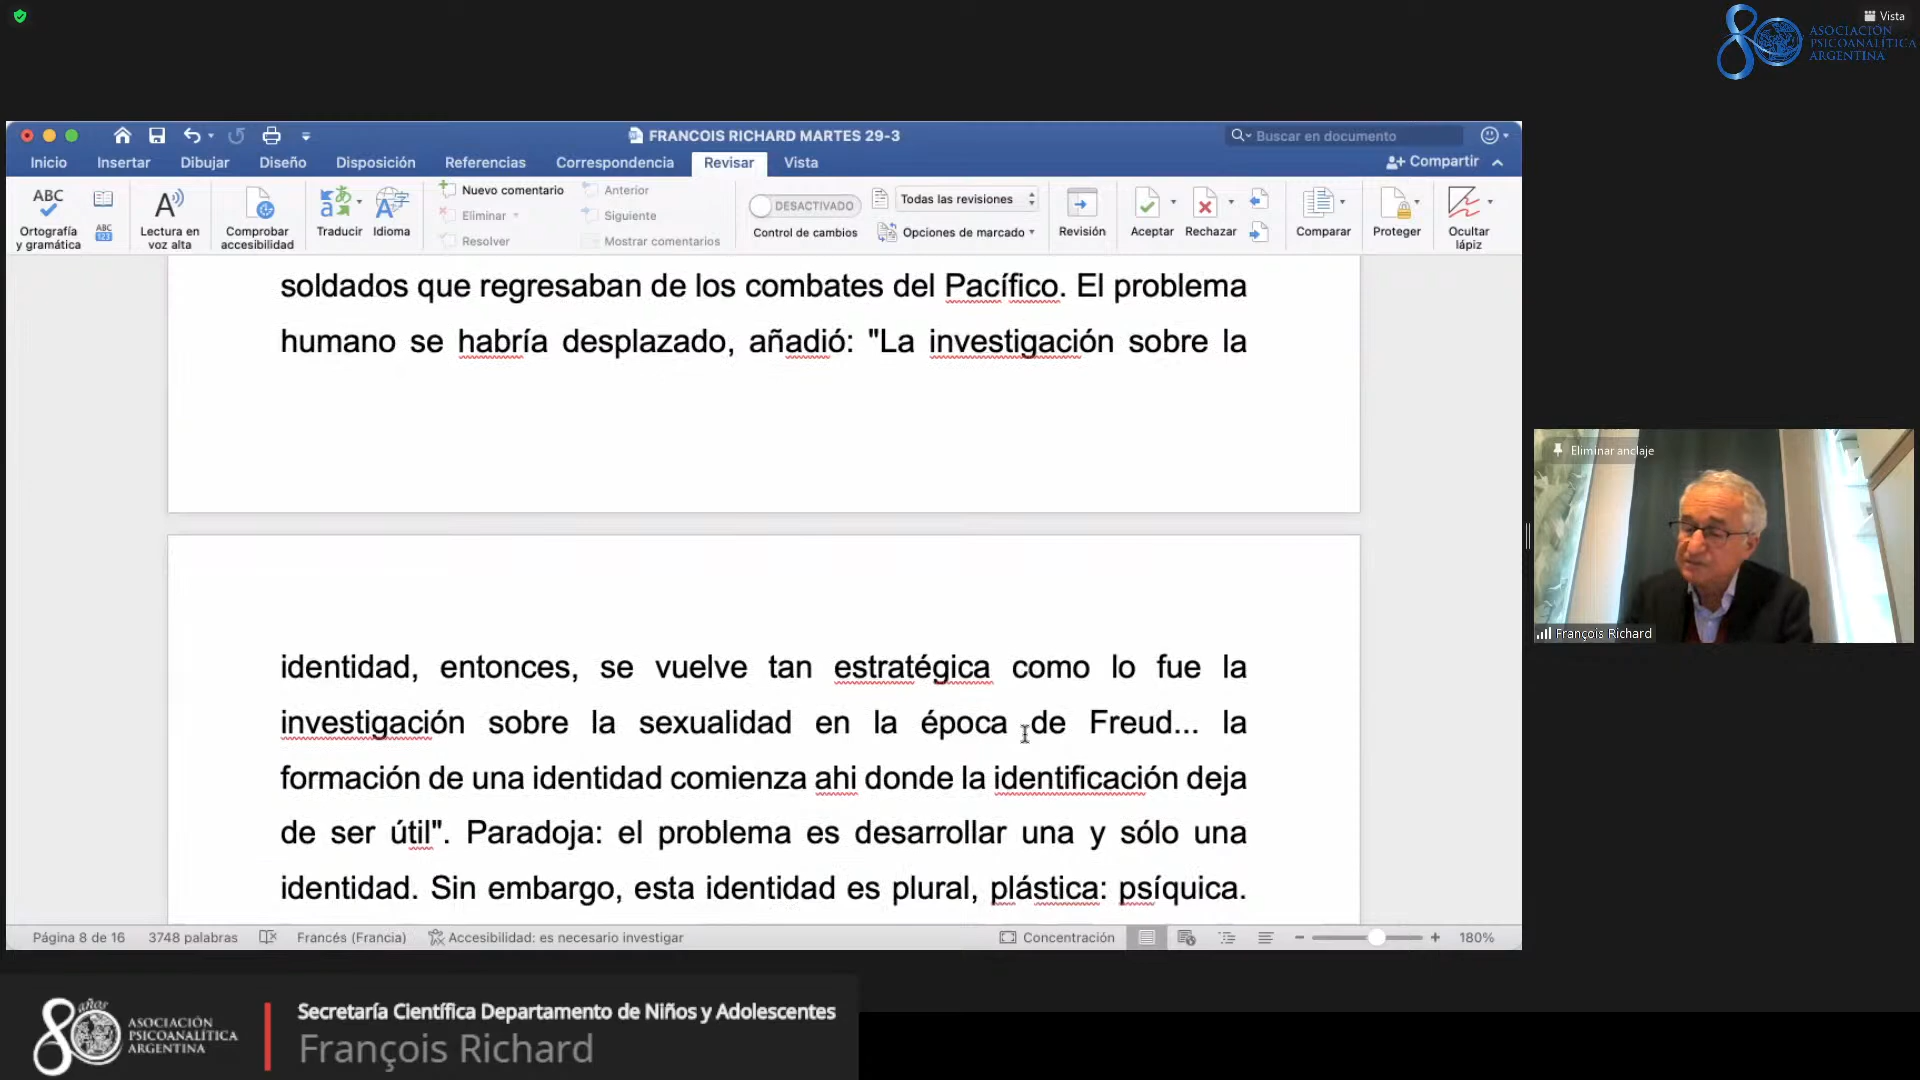 Vista
ASOCIACIÓN
PSICOANALÍTICA
ARGENTINA
FRANCOIS RICHARD MARTES 29-3
Buscar en documento
Inicio Insertar Dibujar Diseño Disposición Referencias Correspondencia Revisar Vista Compartir
ABC
Ortografía
y gramática
ABC
123
Lectura en
voz alta
Comprobar
accesibilidad
Traducir
Idioma
Nuevo comentario
Eliminar
Resolver
Anterior
Siguiente
Mostrar comentarios
DESACTIVADO
Control de cambios
Todas las revisiones
Opciones de marcado
Revisión
Aceptar
Rechazar
Comparar
Proteger
Ocultar
lápiz
soldados que regresaban de los combates del Pacífico. El problema
humano se habría desplazado, añadió: "La investigación sobre la
identidad, entonces, se vuelve tan estratégica como lo fue la
investigación sobre la sexualidad en la época de Freud... la
formación de una identidad comienza ahi donde la identificación deja
de ser útil". Paradoja: el problema es desarrollar una y sólo una
identidad. Sin embargo, esta identidad es plural, plástica: psíquica.
Página 8 de 16 3748 palabras Francés (Francia) Accesibilidad: es necesario investigar Concentración 180%
Eliminar anclaje
François Richard
80 años
ASOCIACIÓN
PSICOANALÍTICA
ARGENTINA
Secretaría Científica Departamento de Niños y Adolescentes
François Richard